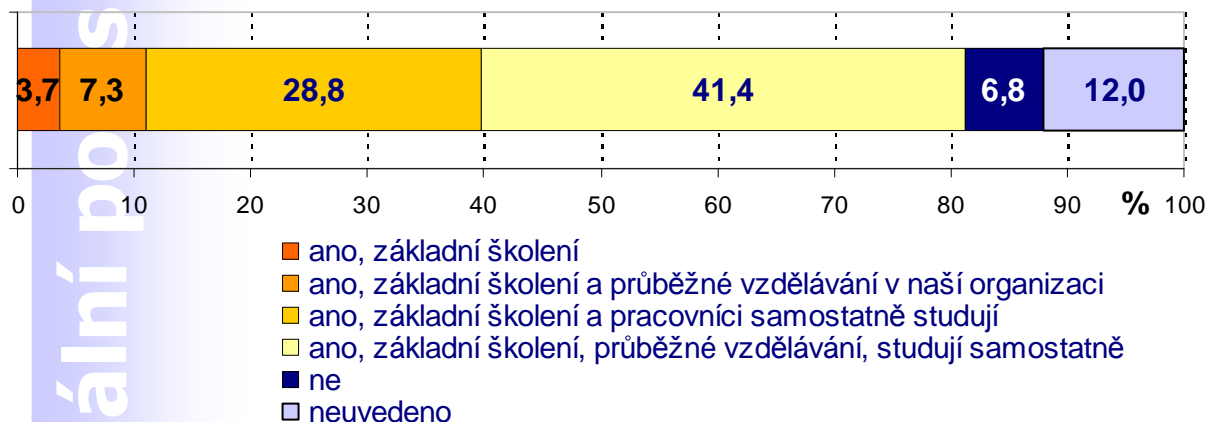 3,7 7,3 28,8 41,4 6,8 12,0
0 10 20 30 40 50 60 70 80 90 % 100
ano, základní školení
ano, základní školení a průběžné vzdělávání v naší organizaci
ano, základní školení a pracovníci samostatně studují
ano, základní školení, průběžné vzdělávání, studují samostatně
ne
neuvedeno